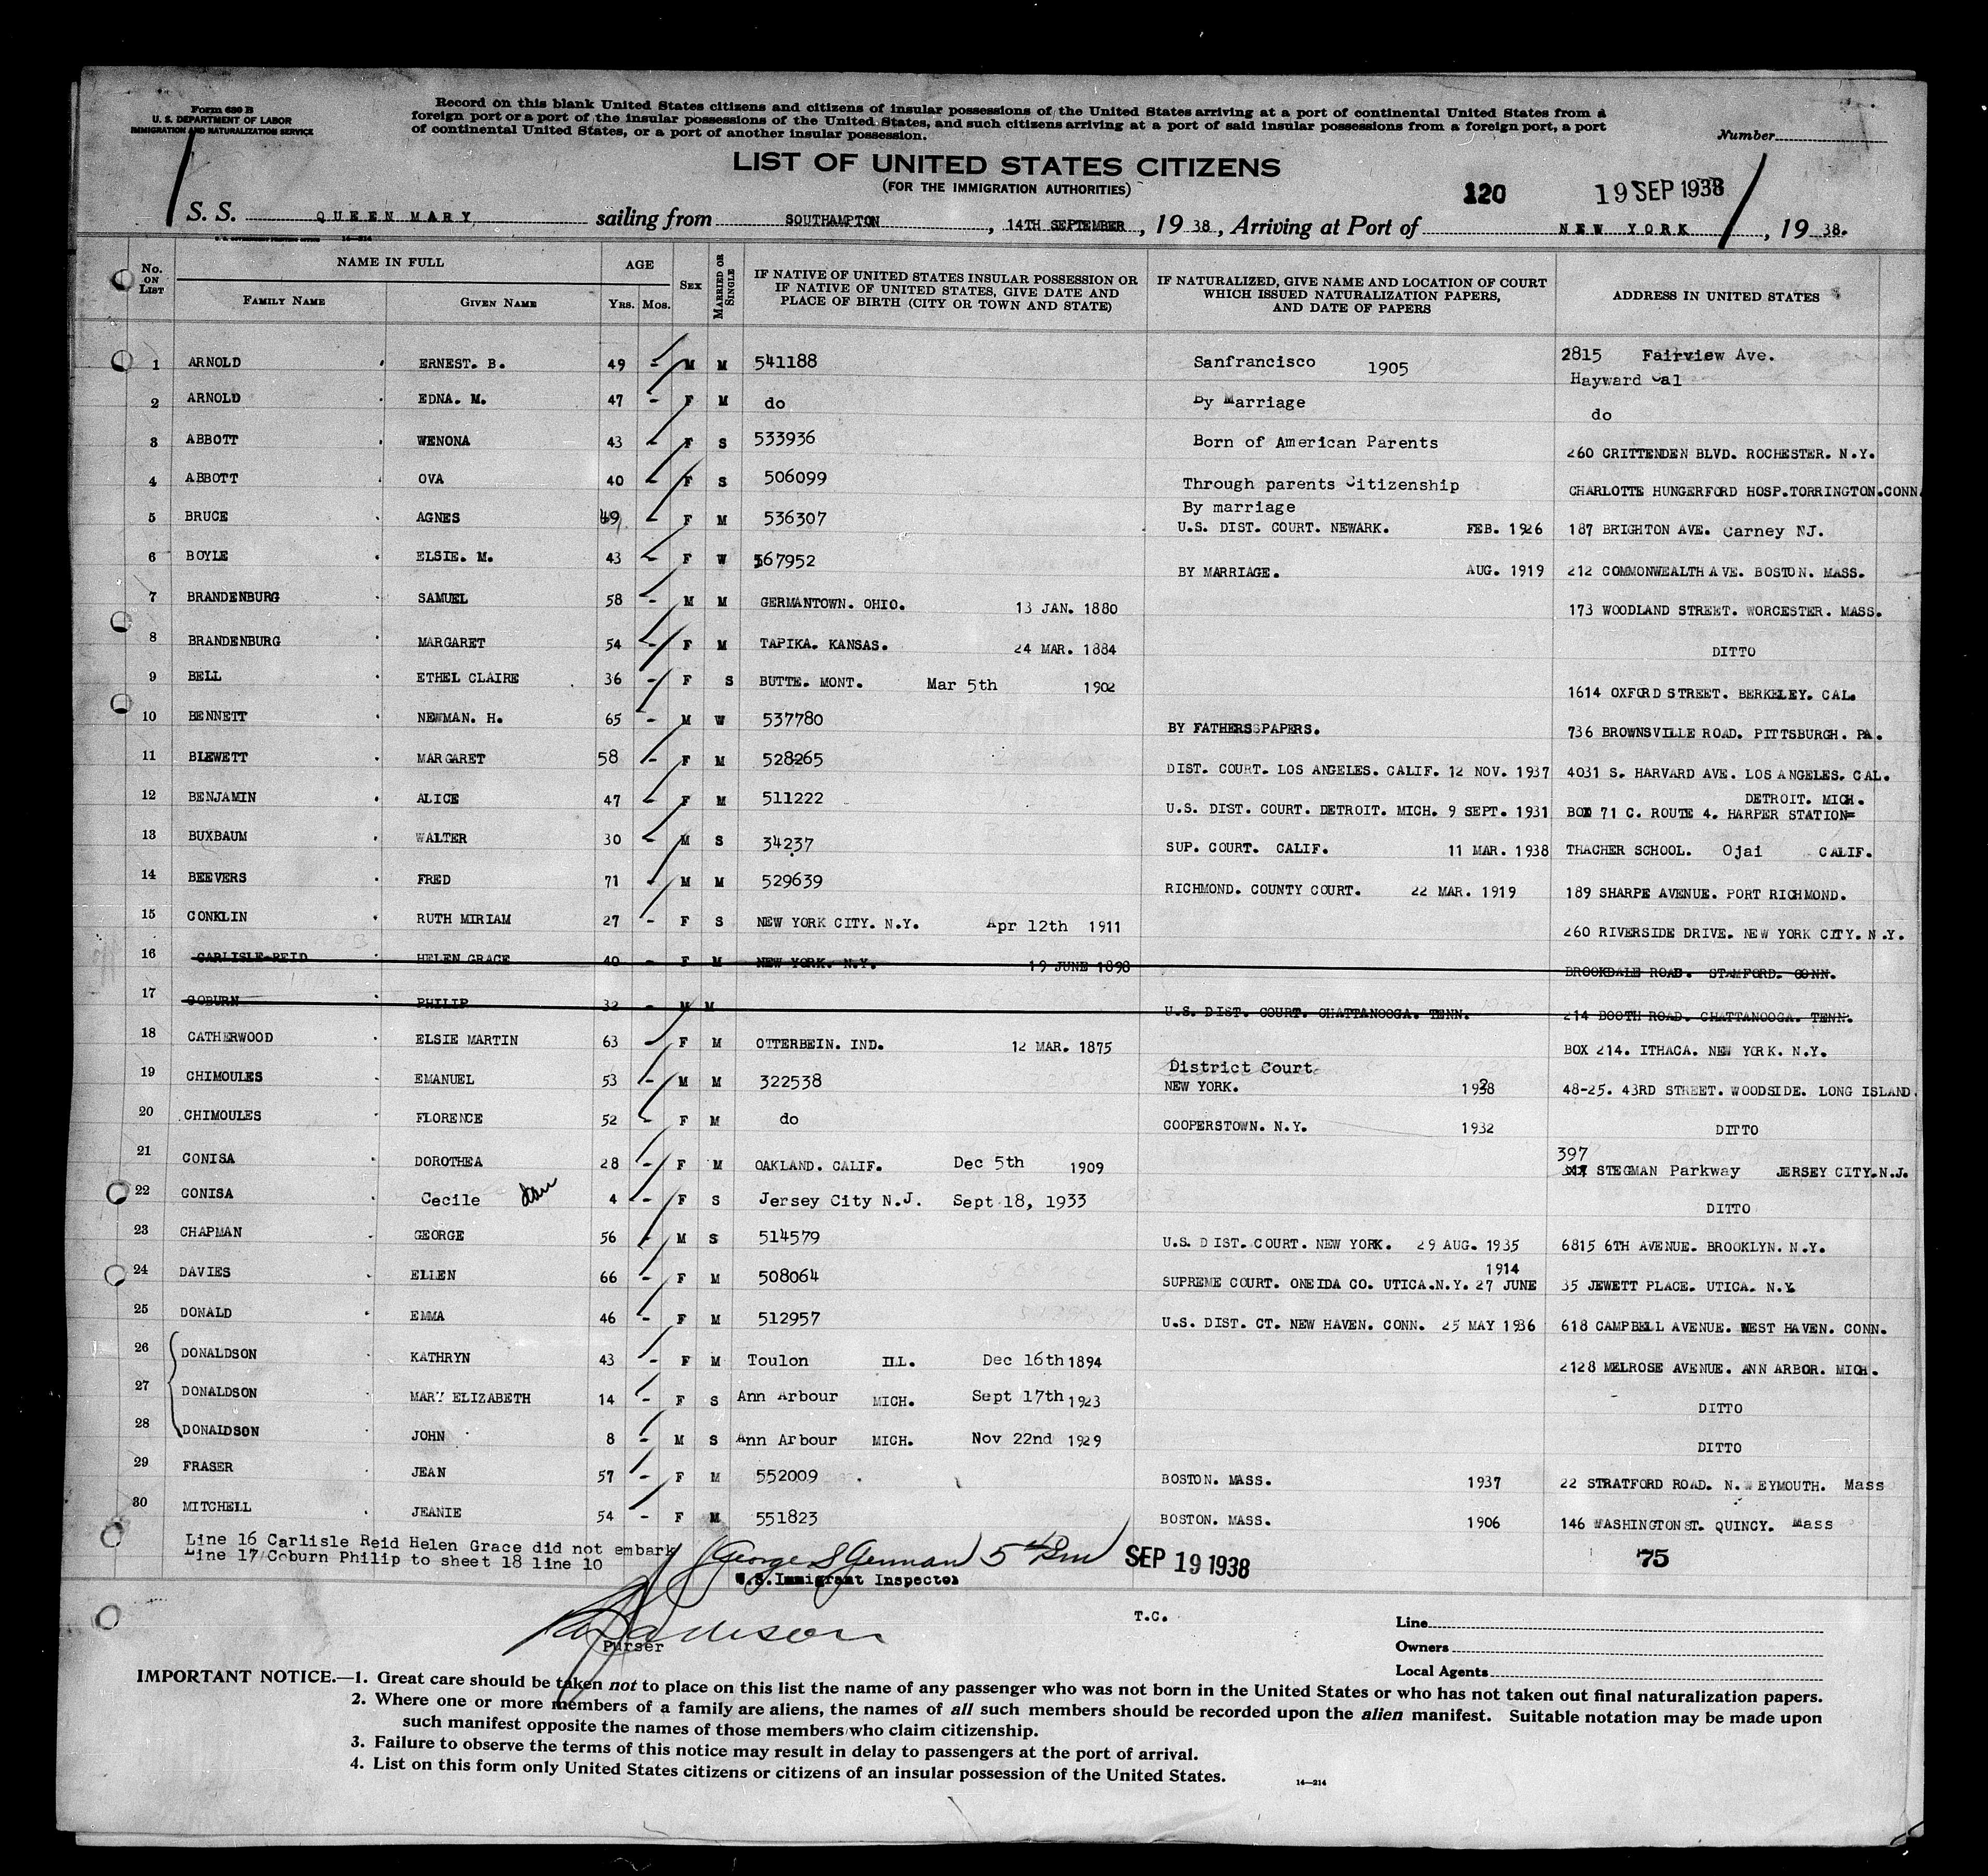 Form 630 B
U. S. DEPARTMENT OF LABOR
IMMIGRATION AND NATURALIZATION SERVICE
Record on this blank United States citizens and citizens of insular possessions of the United States arriving at a port of continental United States from a
foreign port or a port of the insular possessions of the United States, and such citizens arriving at a port of said insular possessions from a foreign port, a port
of continental United States, or a port of another insular possession.
Number
LIST OF UNITED STATES CITIZENS
(FOR THE IMMIGRATION AUTHORITIES)
120 19 SEP 1938
S. S. QUEEN MARY sailing from SOUTHAMPTON, 14TH SEPTEMBER, 19 38, Arriving at Port of NEW YORK, 19 38.
U. S. GOVERNMENT PRINTING OFFICE 14—214
No. ON LIST NAME IN FULL FAMILY NAME GIVEN NAME AGE YRS. MOS. SEX MARRIED OR SINGLE
IF NATIVE OF UNITED STATES INSULAR POSSESSION OR
IF NATIVE OF UNITED STATES, GIVE DATE AND
PLACE OF BIRTH (CITY OR TOWN AND STATE)
IF NATURALIZED, GIVE NAME AND LOCATION OF COURT
WHICH ISSUED NATURALIZATION PAPERS,
AND DATE OF PAPERS
ADDRESS IN UNITED STATES
1 ARNOLD ERNEST. B. 49 - M M 541188 Sanfrancisco 1905 2815 Fairview Ave.
Hayward Cal
2 ARNOLD EDNA. M. 47 - F M do By Marriage do
3 ABBOTT WENONA 43 - F S 533936 Born of American Parents 260 CRITTENDEN BLVD. ROCHESTER. N.Y.
4 ABBOTT OVA 40 - F S 506099 Through parents Citizenship CHARLOTTE HUNGERFORD HOSP.TORRINGTON.CONN
By marriage
5 BRUCE AGNES 49 - F M 536307 U.S. DIST. COURT. NEWARK. FEB. 1926 187 BRIGHTON AVE. Carney NJ.
6 BOYLE ELSIE. M. 43 - F W 567952 BY MARRIAGE. AUG. 1919 212 COMMONWEALTH AVE. BOSTON. MASS.
7 BRANDENBURG SAMUEL 58 - M M GERMANTOWN. OHIO. 13 JAN. 1880 173 WOODLAND STREET. WORCESTER. MASS.
8 BRANDENBURG MARGARET 54 - F M TAPIKA. KANSAS. 24 MAR. 1884 DITTO
9 BELL ETHEL CLAIRE 36 - F S BUTTE. MONT. Mar 5th 1902 1614 OXFORD STREET. BERKELEY. CAL.
10 BENNETT NEWMAN. H. 65 - M W 537780 BY FATHERS PAPERS. 736 BROWNSVILLE ROAD. PITTSBURGH. PA.
11 BLEWETT MARGARET 58 - F M 528265 DIST. COURT. LOS ANGELES. CALIF. 12 NOV. 1937 4031 S. HARVARD AVE. LOS ANGELES. CAL.
DETROIT. MICH.
12 BENJAMIN ALICE 47 - F M 511222 U.S. DIST. COURT. DETROIT. MICH. 9 SEPT. 1931 BOX 71 C. ROUTE 4. HARPER STATION=
13 BUXBAUM WALTER 30 - M S 34237 SUP. COURT. CALIF. 11 MAR. 1938 THACHER SCHOOL. Ojai CALIF.
14 BEEVERS FRED 71 - M M 529639 RICHMOND. COUNTY COURT. 22 MAR. 1919 189 SHARPE AVENUE. PORT RICHMOND.
15 CONKLIN RUTH MIRIAM 27 - F S NEW YORK CITY. N.Y. Apr 12th 1911 260 RIVERSIDE DRIVE. NEW YORK CITY. N.Y.
16 CARLISLE-REID HELEN GRACE 40 - F M NEW YORK. N.Y. 19 JUNE 1898 BROOKDALE ROAD. STAMFORD. CONN.
17 COBURN PHILIP 32 - M M U.S. DIST. COURT. CHATTANOOGA. TENN. 214 BOOTH ROAD. CHATTANOOGA. TENN.
18 CATHERWOOD ELSIE MARTIN 63 F M OTTERBEIN. IND. 12 MAR. 1875 BOX 214. ITHACA. NEW YORK. N.Y.
District Court
19 CHIMOULES EMANUEL 53 - M M 322538 NEW YORK. 1928 48-25. 43RD STREET. WOODSIDE. LONG ISLAND.
20 CHIMOULES FLORENCE 52 - F M do COOPERSTOWN. N.Y. 1932 DITTO
397
21 CONISA DOROTHEA 28 - F M OAKLAND. CALIF. Dec 5th 1909 STEGMAN Parkway JERSEY CITY.N.J.
22 CONISA Cecile 4 - F S Jersey City N.J. Sept 18, 1933 DITTO
23 CHAPMAN GEORGE 56 - M S 514579 U.S. DIST. COURT. NEW YORK. 29 AUG. 1935 6815 6TH AVENUE. BROOKLYN. N.Y.
1914
24 DAVIES ELLEN 66 - F M 508064 SUPREME COURT. ONEIDA CO. UTICA.N.Y. 27 JUNE 35 JEWETT PLACE. UTICA. N.Y.
25 DONALD EMMA 46 - F M 512957 U.S. DIST. CT. NEW HAVEN. CONN. 25 MAY 1936 618 CAMPBELL AVENUE. WEST HAVEN. CONN.
26 DONALDSON KATHRYN 43 - F M Toulon ILL. Dec 16th 1894 2128 MELROSE AVENUE. ANN ARBOR. MICH.
27 DONALDSON MARY ELIZABETH 14 - F S Ann Arbour MICH. Sept 17th 1923 DITTO
28 DONALDSON JOHN 8 - M S Ann Arbour MICH. Nov 22nd 1929 DITTO
29 FRASER JEAN 57 - F M 552009 BOSTON. MASS. 1937 22 STRATFORD ROAD. N. WEYMOUTH. Mass
30 MITCHELL JEANIE 54 - F M 551823 BOSTON. MASS. 1906 146 WASHINGTON ST. QUINCY. Mass
Line 16 Carlisle Reid Helen Grace did not embark
Line 17 Coburn Philip to sheet 18 line 10
George S German SEP 19 1938 75
U.S.Immigrant Inspector
T.C.
Purser
Line
Owners
Local Agents
IMPORTANT NOTICE.—1. Great care should be taken not to place on this list the name of any passenger who was not born in the United States or who has not taken out final naturalization papers.
2. Where one or more members of a family are aliens, the names of all such members should be recorded upon the alien manifest. Suitable notation may be made upon
such manifest opposite the names of those members who claim citizenship.
3. Failure to observe the terms of this notice may result in delay to passengers at the port of arrival.
4. List on this form only United States citizens or citizens of an insular possession of the United States.
14—214